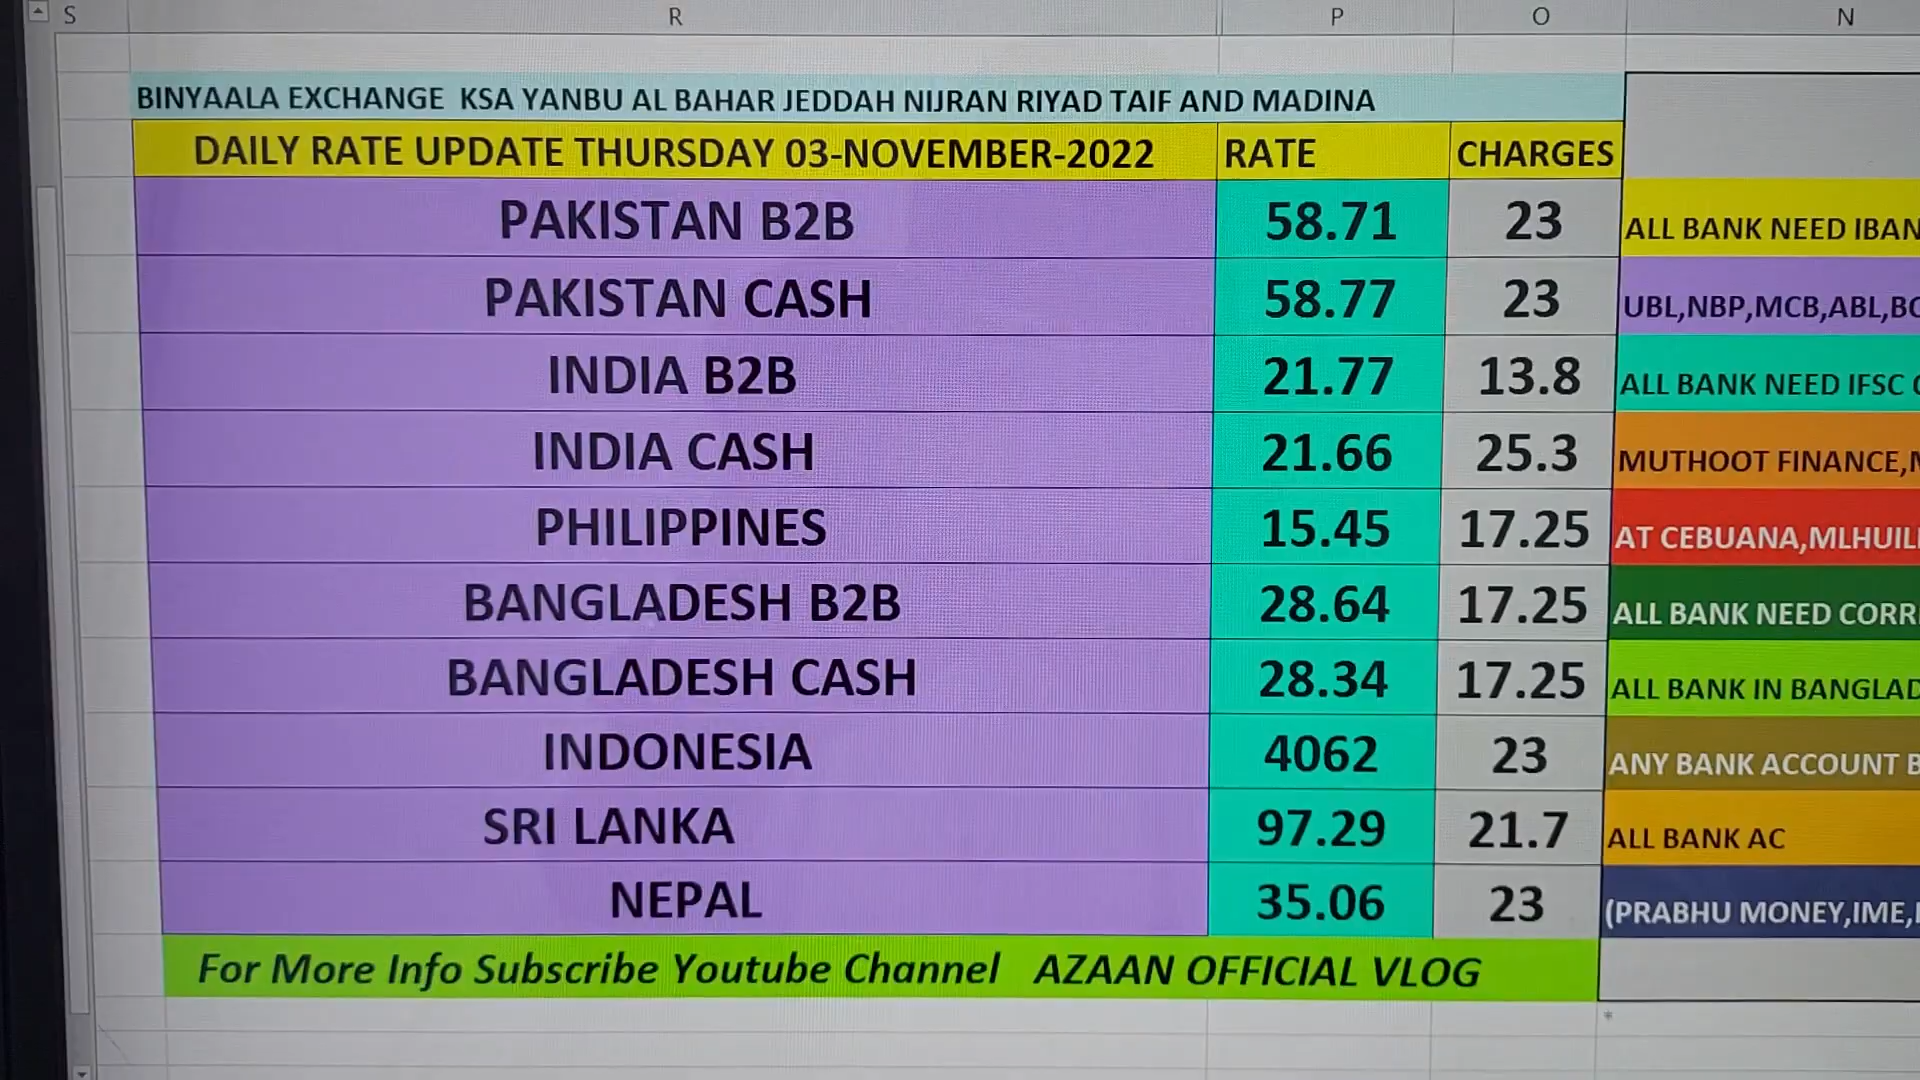 S R P O N
BINYAALA EXCHANGE KSA YANBU AL BAHAR JEDDAH NIJRAN RIYAD TAIF AND MADINA
DAILY RATE UPDATE THURSDAY 03-NOVEMBER-2022 RATE CHARGES
PAKISTAN B2B 58.71 23 ALL BANK NEED IBAN
PAKISTAN CASH 58.77 23 UBL,NBP,MCB,ABL,
INDIA B2B 21.77 13.8 ALL BANK NEED IFSC
INDIA CASH 21.66 25.3 MUTHOOT FINANCE,
PHILIPPINES 15.45 17.25 AT CEBUANA,
BANGLADESH B2B 28.64 17.25 ALL BANK NEED
BANGLADESH CASH 28.34 17.25 ALL BANK IN
INDONESIA 4062 23 ANY BANK ACCOUNT
SRI LANKA 97.29 21.7 ALL BANK AC
NEPAL 35.06 23 (PRABHU MONEY,IME,
For More Info Subscribe Youtube Channel AZAAN OFFICIAL VLOG